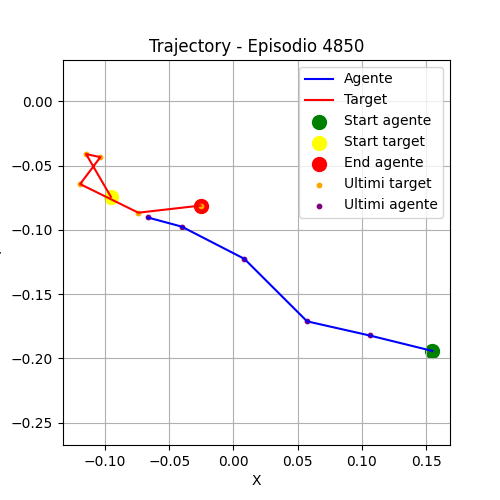 Trajectory - Episodio 4850
Agente
Target
Start agente
Start target
End agente
Ultimi target
Ultimi agente
0.00
−0.05
−0.10
−0.15
−0.20
−0.25
−0.10
−0.05
0.00
0.05
0.10
0.15
X